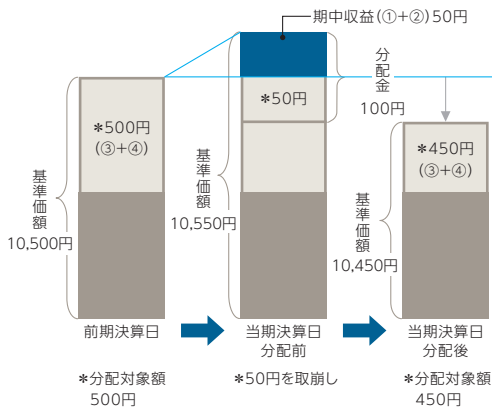 期中収益(①+②)50円
分配金
100円
*500円
(③+④)
*50円
*450円
(③+④)
基準価額
10,500円
基準価額
10,550円
基準価額
10,450円
前期決算日
当期決算日
分配前
当期決算日
分配後
*分配対象額
500円
*50円を取崩し
*分配対象額
450円